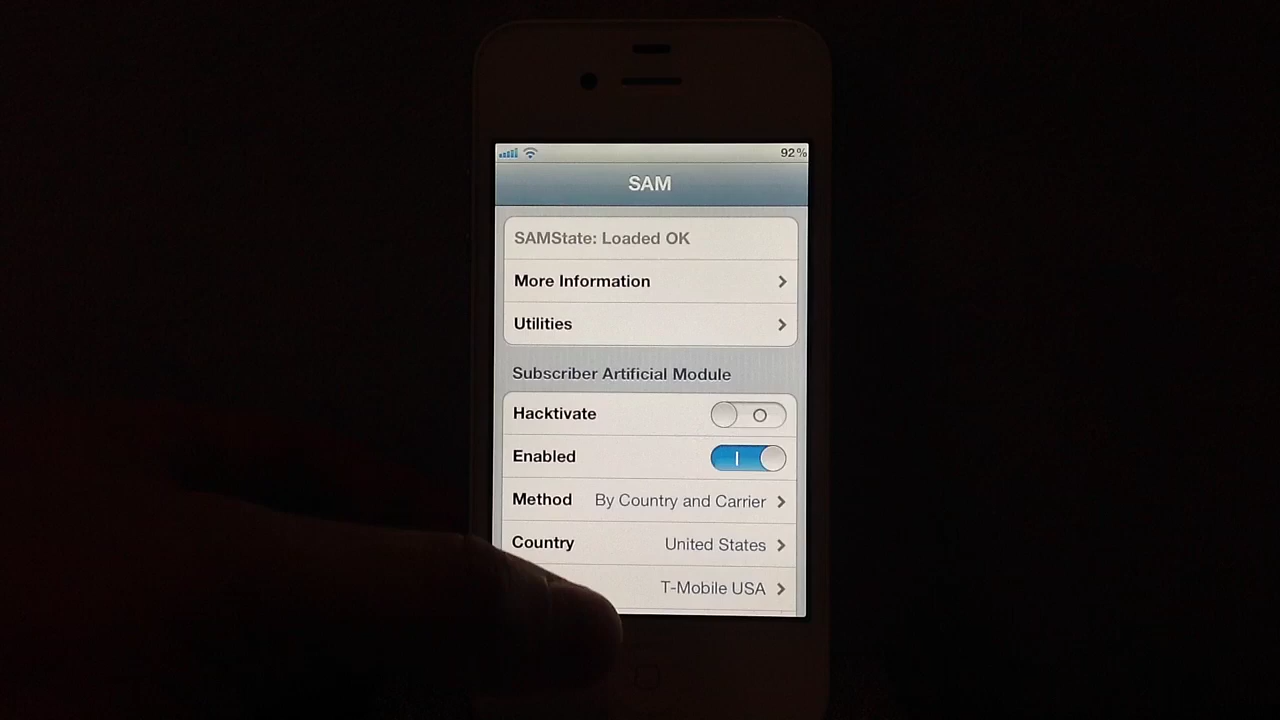 92%
SAM
SAMState: Loaded OK
More Information
Utilities
Subscriber Artificial Module
Hacktivate
Enabled
Method By Country and Carrier
Country United States
T-Mobile USA